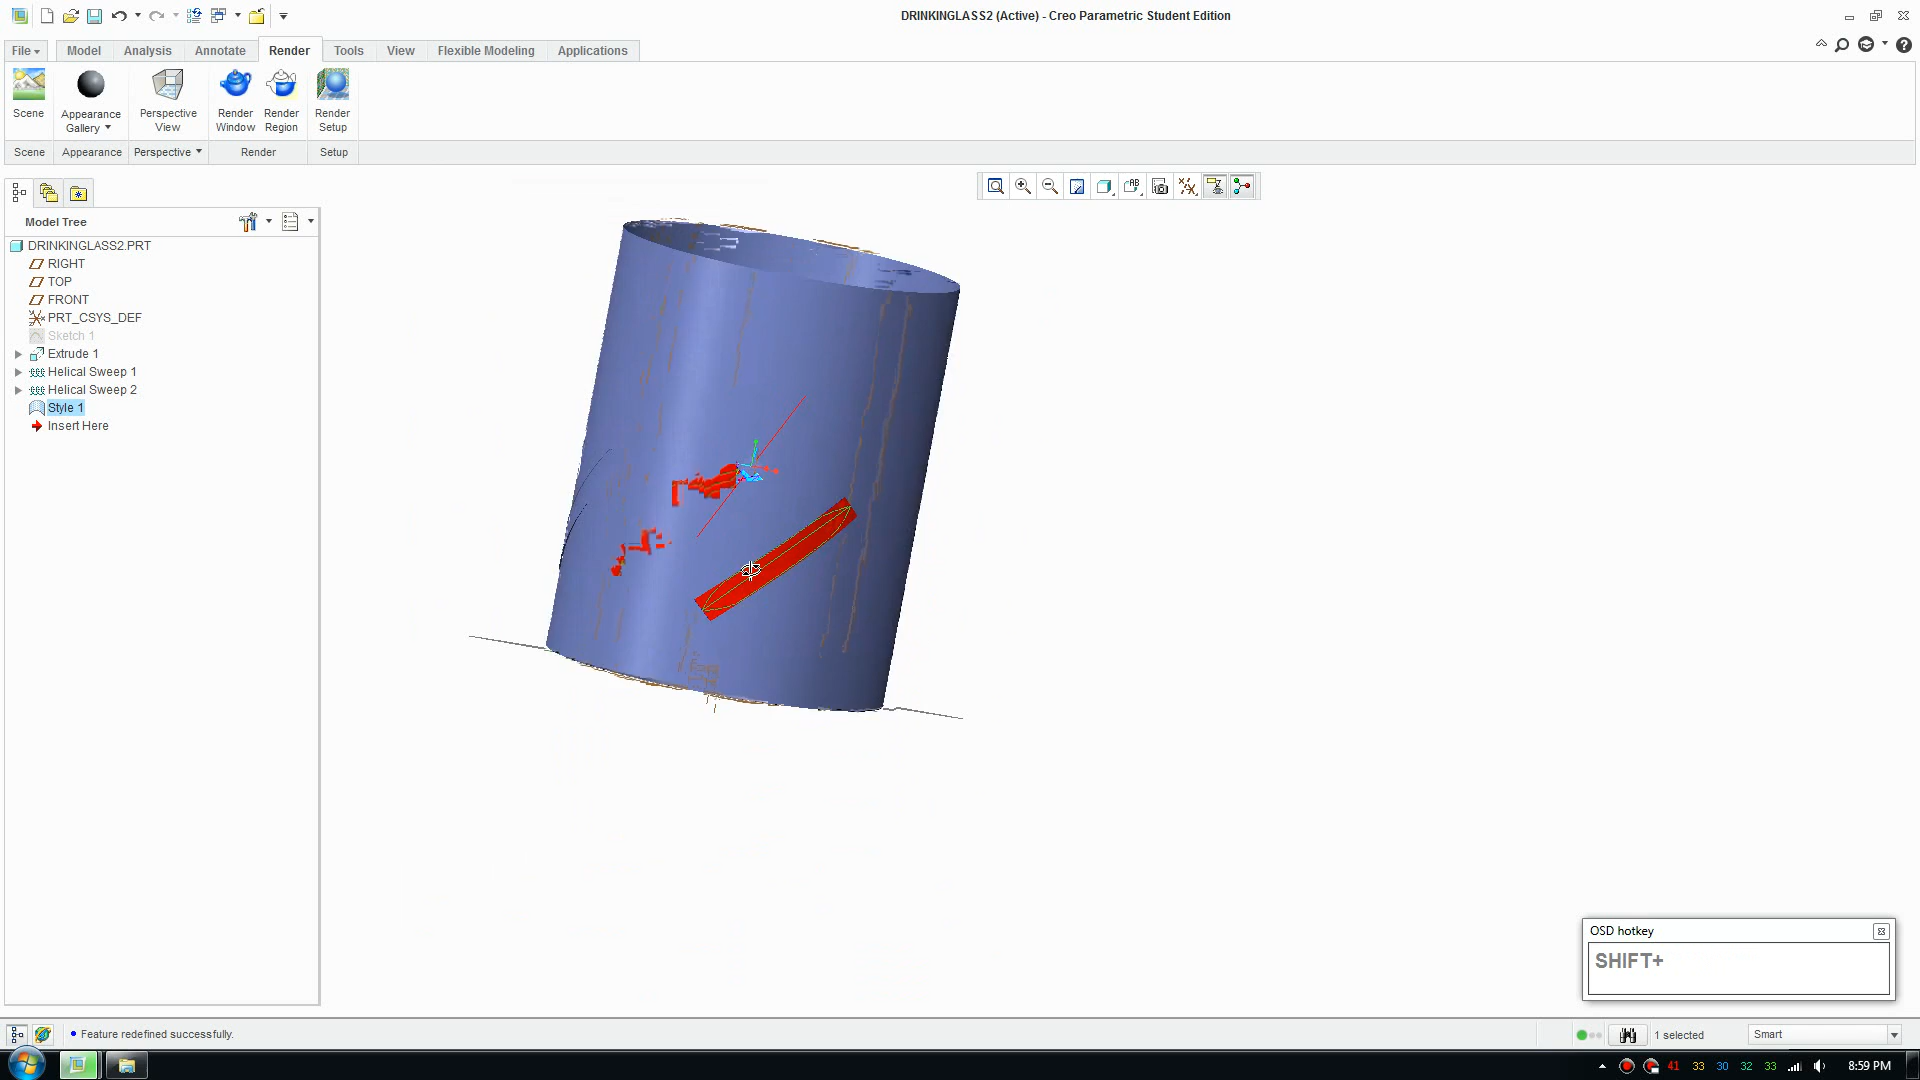 DRINKINGLASS2 (Active) - Creo Parametric Student Edition
File Model Analysis Annotate Render Tools View Flexible Modeling Applications
Scene
Appearance
Gallery
Perspective
View
Render
Window
Render
Region
Render
Setup
Scene Appearance Perspective Render Setup
Model Tree
DRINKINGLASS2.PRT
RIGHT
TOP
FRONT
PRT_CSYS_DEF
Sketch 1
Extrude 1
Helical Sweep 1
Helical Sweep 2
Style 1
Insert Here
OSD hotkey
SHIFT+
Feature redefined successfully.
1 selected
Smart
41 33 30 32 33
8:59 PM